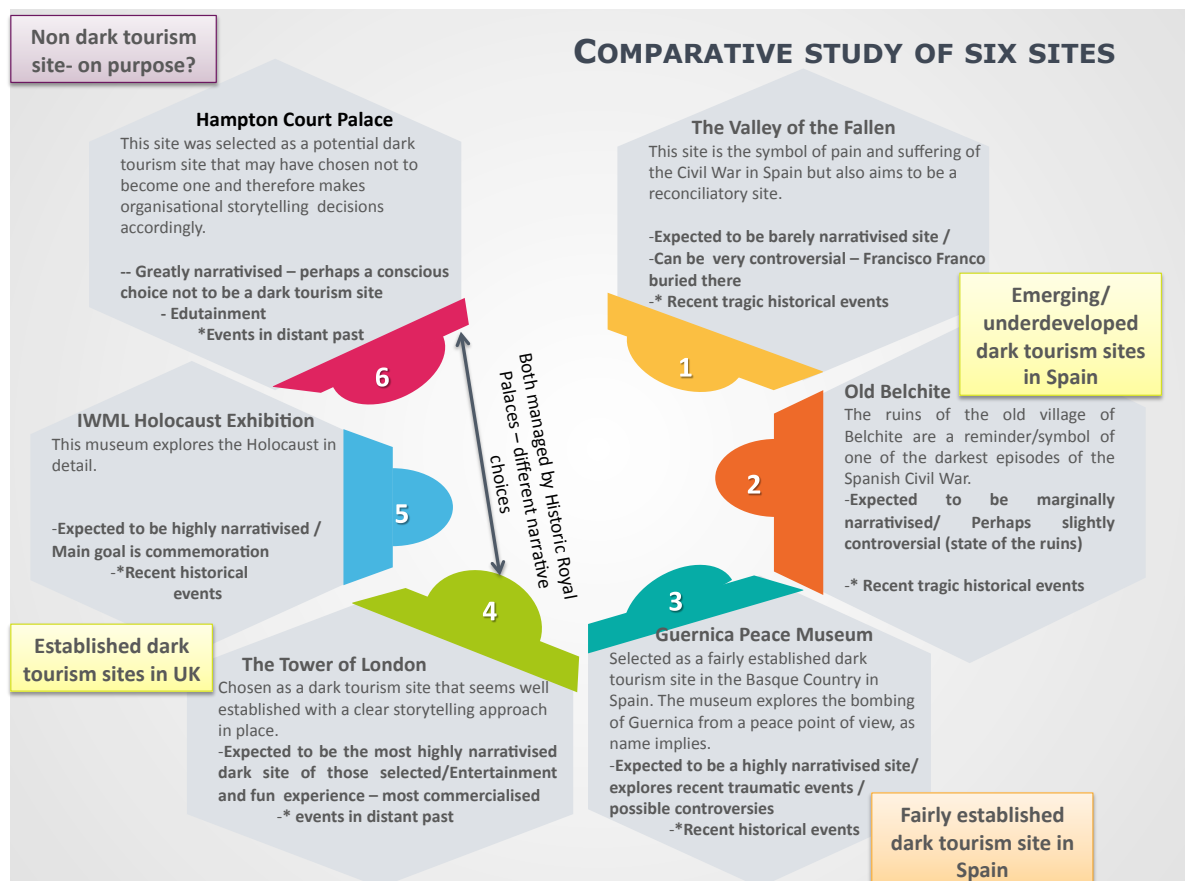 Non dark tourism
site- on purpose?
COMPARATIVE STUDY OF SIX SITES
Hampton Court Palace
This site was selected as a potential dark
tourism site that may have chosen not to
become one and therefore makes
organisational storytelling decisions
accordingly.
-- Greatly narrativised – perhaps a conscious
choice not to be a dark tourism site
- Edutainment
*Events in distant past
6
The Valley of the Fallen
This site is the symbol of pain and suffering of
the Civil War in Spain but also aims to be a
reconciliatory site.
-Expected to be barely narrativised site /
-Can be very controversial – Francisco Franco
buried there
-* Recent tragic historical events
1
Emerging/
underdeveloped
dark tourism sites
in Spain
Old Belchite
The ruins of the old village of
Belchite are a reminder/symbol of
one of the darkest episodes of the
Spanish Civil War.
-Expected to be marginally
narrativised/ Perhaps slightly
controversial (state of the ruins)
-* Recent tragic historical events
2
Both managed by Historic Royal
Palaces – different narrative
choices
IWML Holocaust Exhibition
This museum explores the Holocaust in
detail.
-Expected to be highly narrativised /
Main goal is commemoration
-*Recent historical
events
5
Established dark
tourism sites in UK
4
The Tower of London
Chosen as a dark tourism site that seems well
established with a clear storytelling approach
in place.
-Expected to be the most highly narrativised
dark site of those selected/Entertainment
and fun experience – most commercialised
-* events in distant past
3
Guernica Peace Museum
Selected as a fairly established dark
tourism site in the Basque Country in
Spain. The museum explores the bombing
of Guernica from a peace point of view, as
name implies.
-Expected to be a highly narrativised site/
explores recent traumatic events /
possible controversies
-*Recent historical events
Fairly established
dark tourism site in
Spain